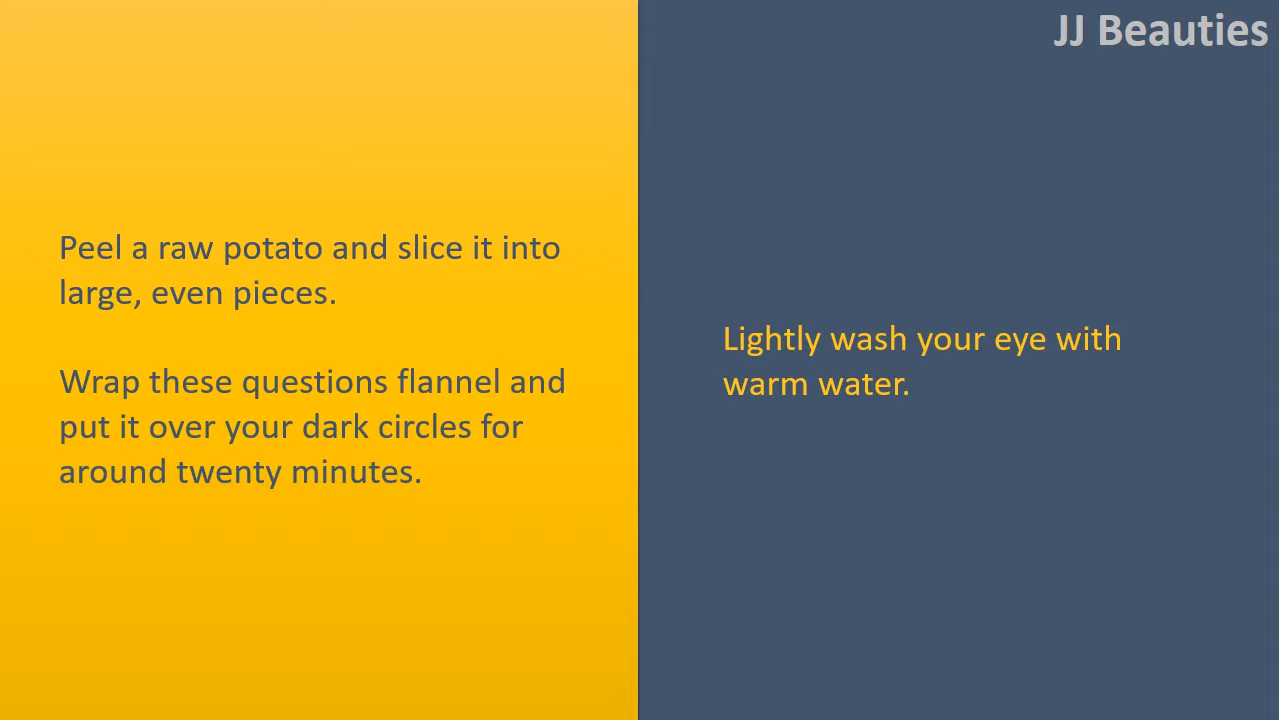 JJ Beauties
Peel a raw potato and slice it into
large, even pieces.
Wrap these questions flannel and
put it over your dark circles for
around twenty minutes.
Lightly wash your eye with
warm water.